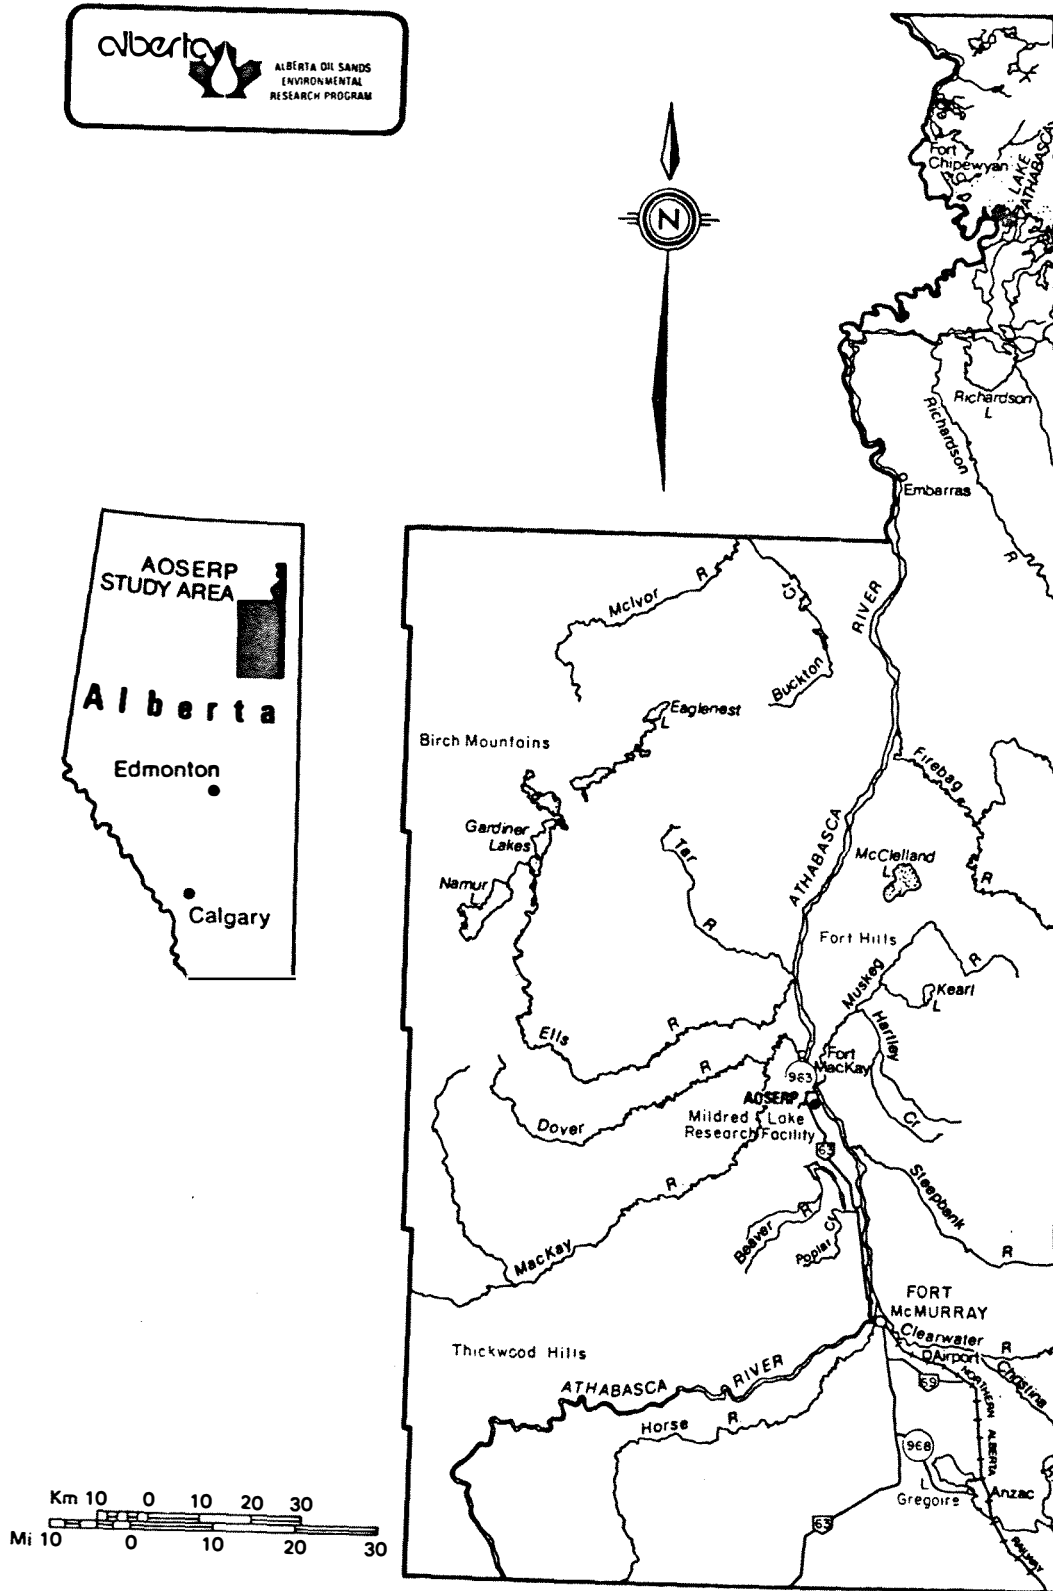 alberta
ALBERTA OIL SANDS
ENVIRONMENTAL
RESEARCH PROGRAM
N
Fort
Chipewyan
LAKE
ATHABASCA
Richardson
L
Richardson
R
Embarras
AOSERP
STUDY AREA
Alberta
Edmonton
Calgary
McIvor R
Cr
Buckton
RIVER
Eaglenest
L
Birch Mountains
Firebag
R
Gardiner
Lakes
Namur
L
Tar
R
ATHABASCA
McClelland
L
Fort Hills
Muskeg
R
Kearl
L
Hartley
Cr
Ells
R
Fort
MacKAY
963
AOSERP
Mildred Lake
Research Facility
63
Dover
R
Steepbank
R
MacKay
R
Beaver
R
Poplar
Cr
FORT
McMURRAY
Clearwater
R
Airport
Christina
69
NORTHERN ALBERTA
RAILWAY
Thickwood Hills
ATHABASCA
RIVER
Horse
R
968
L
Gregoire
Anzac
63
Km 10 0 10 20 30
Mi 10 0 10 20 30